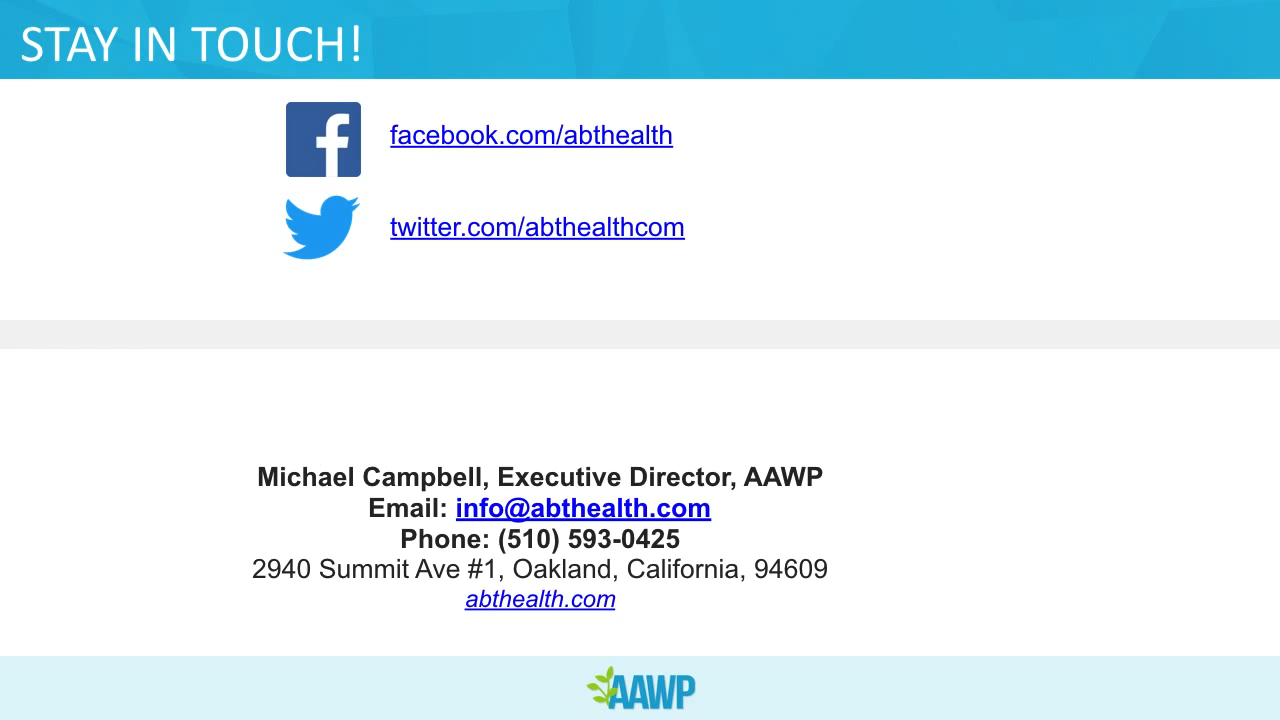 STAY IN TOUCH!
facebook.com/abthealth
twitter.com/abthealthcom
Michael Campbell, Executive Director, AAWP
Email: info@abthealth.com
Phone: (510) 593-0425
2940 Summit Ave #1, Oakland, California, 94609
abthealth.com
AAWP